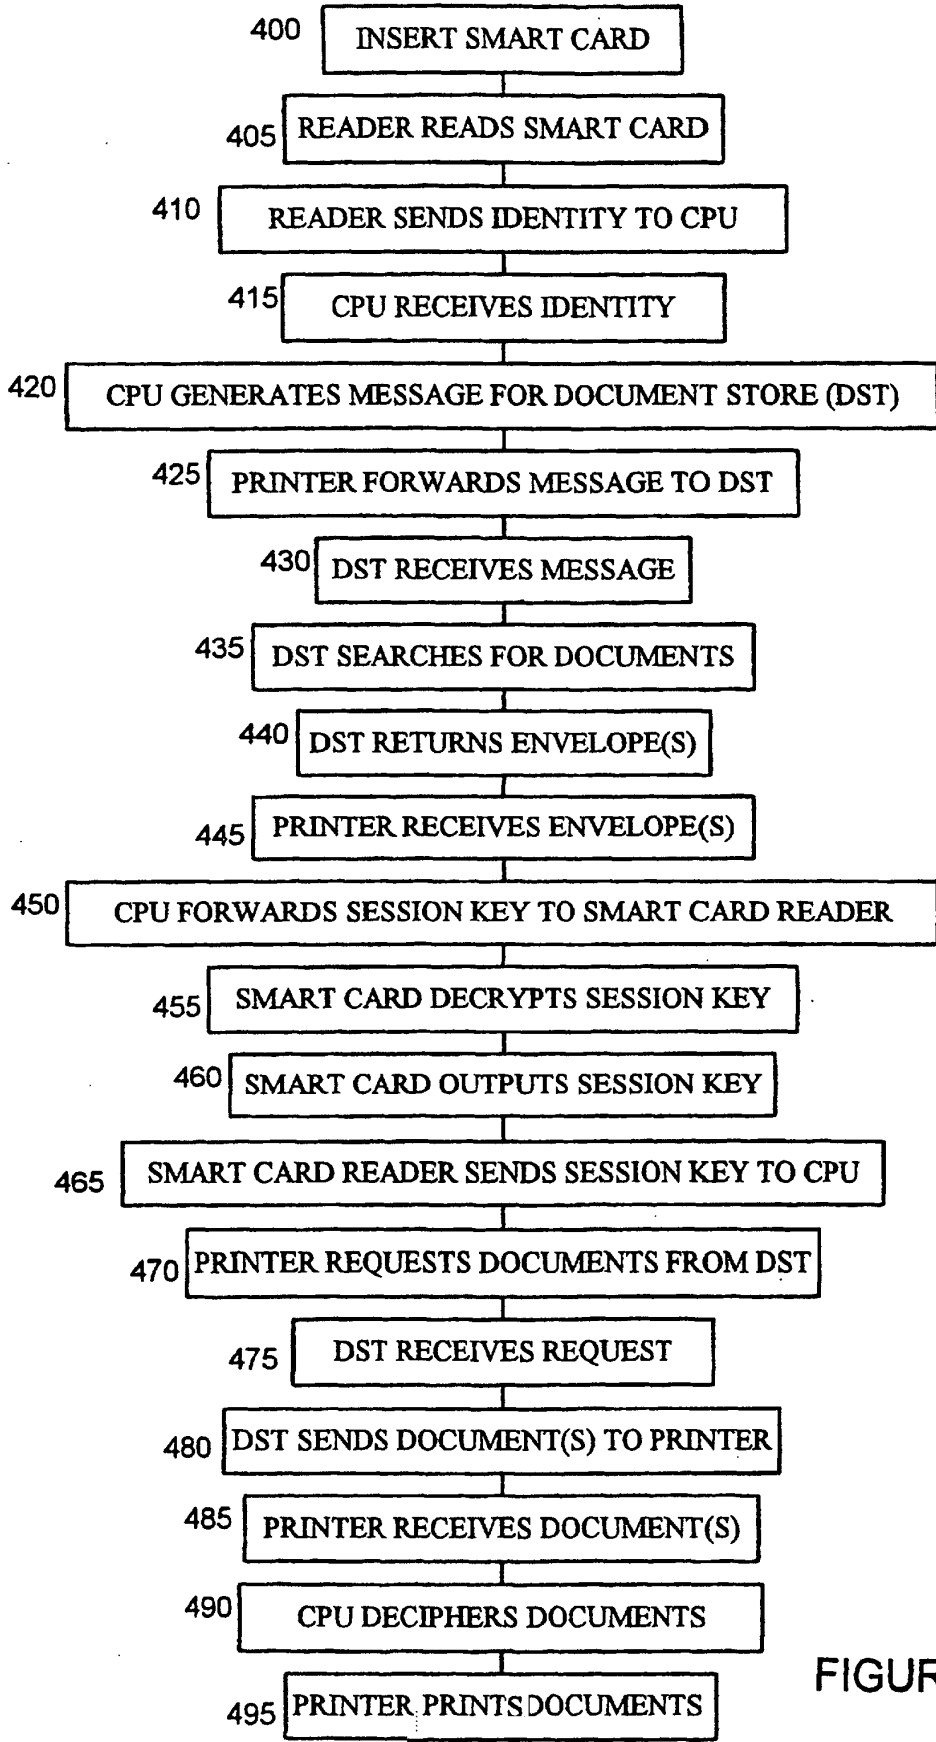 400 INSERT SMART CARD
405 READER READS SMART CARD
410 READER SENDS IDENTITY TO CPU
415 CPU RECEIVES IDENTITY
420 CPU GENERATES MESSAGE FOR DOCUMENT STORE (DST)
425 PRINTER FORWARDS MESSAGE TO DST
430 DST RECEIVES MESSAGE
435 DST SEARCHES FOR DOCUMENTS
440 DST RETURNS ENVELOPE(S)
445 PRINTER RECEIVES ENVELOPE(S)
450 CPU FORWARDS SESSION KEY TO SMART CARD READER
455 SMART CARD DECRYPTS SESSION KEY
460 SMART CARD OUTPUTS SESSION KEY
465 SMART CARD READER SENDS SESSION KEY TO CPU
470 PRINTER REQUESTS DOCUMENTS FROM DST
475 DST RECEIVES REQUEST
480 DST SENDS DOCUMENT(S) TO PRINTER
485 PRINTER RECEIVES DOCUMENT(S)
490 CPU DECIPHERS DOCUMENTS
FIGUR
495 PRINTER PRINTS DOCUMENTS